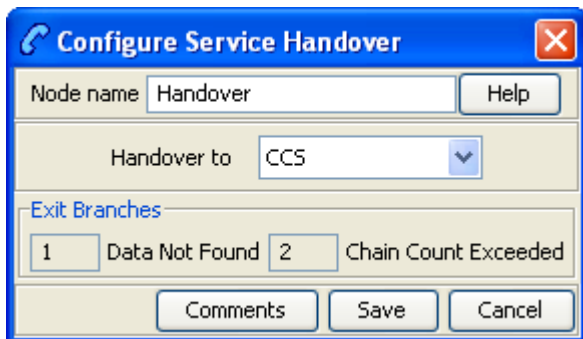 Configure Service Handover
Node name Handover Help
Handover to CCS
Exit Branches
1 Data Not Found 2 Chain Count Exceeded
Comments Save Cancel